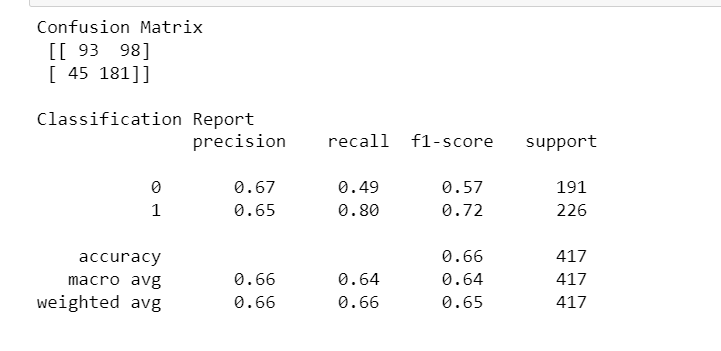 Confusion Matrix
[[ 93  98]
[ 45 181]]
Classification Report
precision    recall  f1-score   support
0       0.67      0.49      0.57       191
1       0.65      0.80      0.72       226
accuracy                           0.66       417
macro avg       0.66      0.64      0.64       417
weighted avg       0.66      0.66      0.65       417